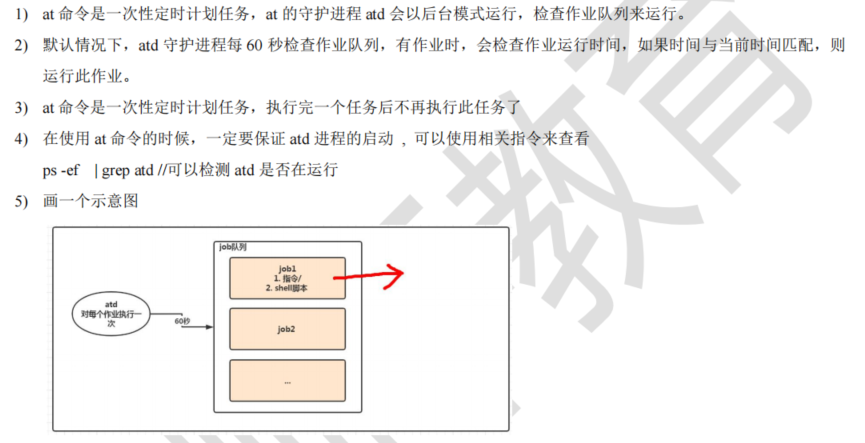 1) at 命令是一次性定时计划任务，at 的守护进程 atd 会以后台模式运行，检查作业队列来运行。
2) 默认情况下，atd 守护进程每 60 秒检查作业队列，有作业时，会检查作业运行时间，如果时间与当前时间匹配，则
运行此作业。
3) at 命令是一次性定时计划任务，执行完一个任务后不再执行此任务了
4) 在使用 at 命令的时候，一定要保证 atd 进程的启动 , 可以使用相关指令来查看
ps -ef | grep atd //可以检测 atd 是否在运行
5) 画一个示意图
job队列
job1
1. 指令/
2. shell脚本
atd
对每个作业执行一
次
60秒
job2
...
教育